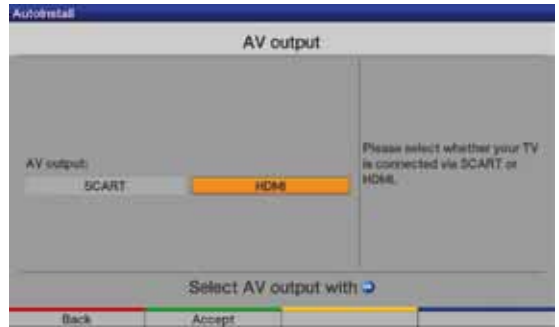 AutoInstall
AV output
Please select whether your TV
is connected via SCART or
HDMI.
AV output:
SCART
HDMI
Select AV output with
Back
Accept